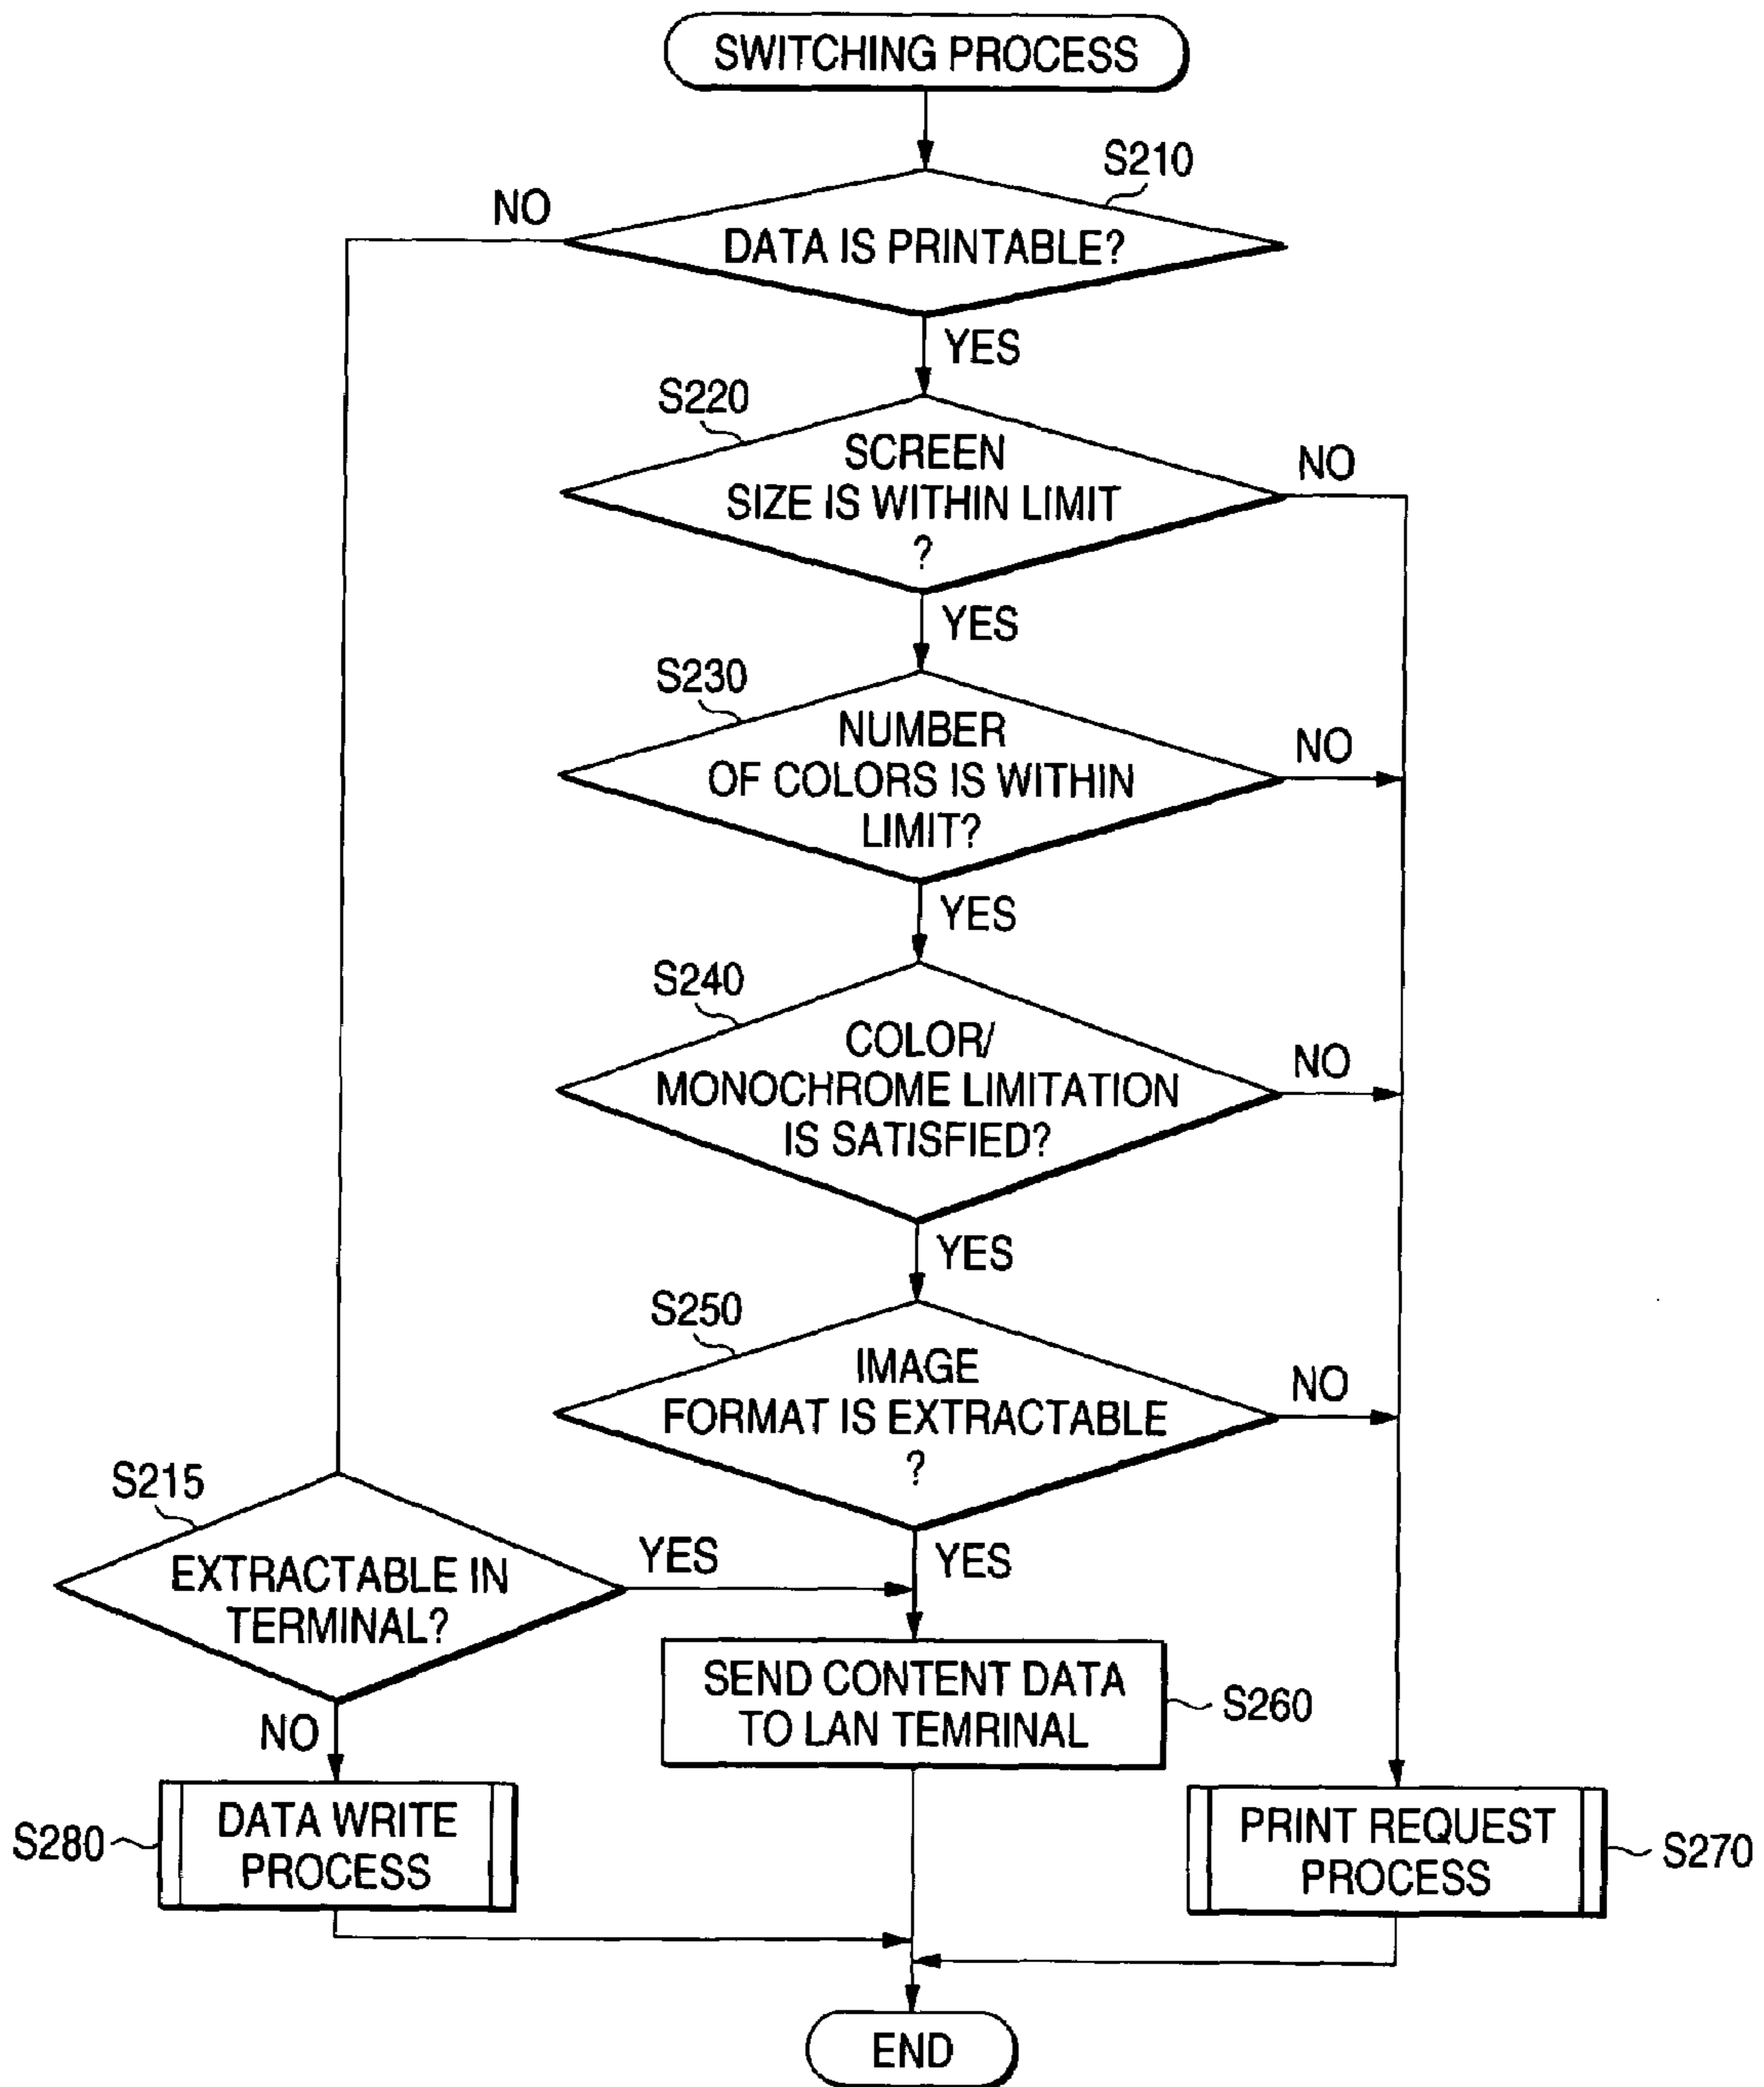 SWITCHING PROCESS
S210
NO
DATA IS PRINTABLE?
YES
S220
SCREEN
SIZE IS WITHIN LIMIT
?
NO
YES
S230
NUMBER
OF COLORS IS WITHIN
LIMIT?
NO
YES
S240
COLOR/
MONOCHROME LIMITATION
IS SATISFIED?
NO
YES
S250
IMAGE
FORMAT IS EXTRACTABLE
?
NO
YES
S215
EXTRACTABLE IN
TERMINAL?
YES
NO
SEND CONTENT DATA
TO LAN TEMRINAL
S260
S280
DATA WRITE
PROCESS
PRINT REQUEST
PROCESS
S270
END